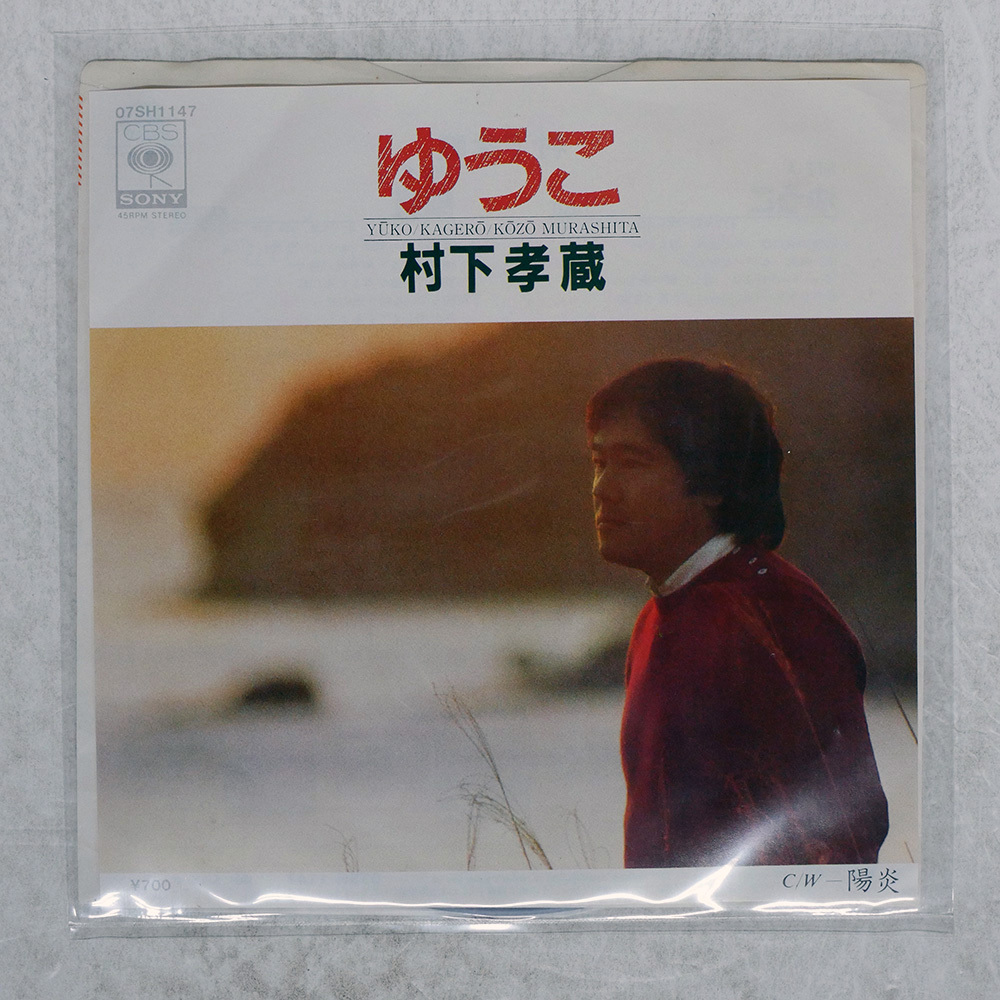 07SH1147
CBS
SONY
45RPM STEREO
ゆうこ
YŪKO/KAGERŌ/KŌZŌ MURASHITA
村下孝蔵
¥700
C/W—陽炎